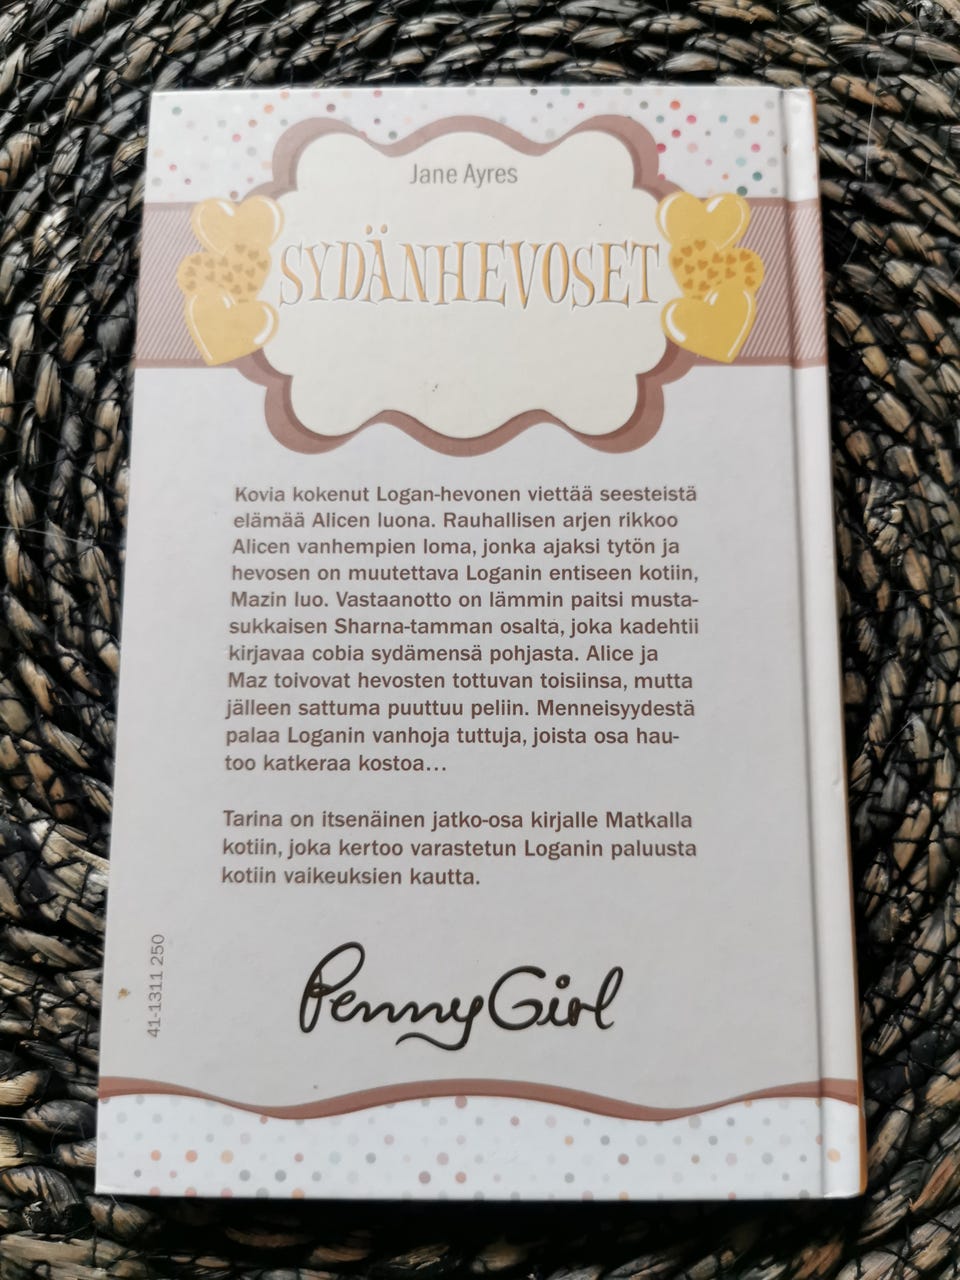 Jane Ayres
SYDÄNHEVOSET
Kovia kokenut Logan-hevonen viettää seesteistä
elämää Alicen luona. Rauhallisen arjen rikkoo
Alicen vanhempien loma, jonka ajaksi tytön ja
hevosen on muutettava Loganin entiseen kotiin,
Mazin luo. Vastaanotto on lämmin paitsi musta-
sukkaisen Sharna-tamman osalta, joka kadehtii
kirjavaa cobia sydämensä pohjasta. Alice ja
Maz toivovat hevosten tottuvan toisiinsa, mutta
jälleen sattuma puuttuu peliin. Menneisyydestä
palaa Loganin vanhoja tuttuja, joista osa hau-
too katkeraa kostoa...
Tarina on itsenäinen jatko-osa kirjalle Matkalla
kotiin, joka kertoo varastetun Loganin paluusta
kotiin vaikeuksien kautta.
41-1311 250
Penny Girl